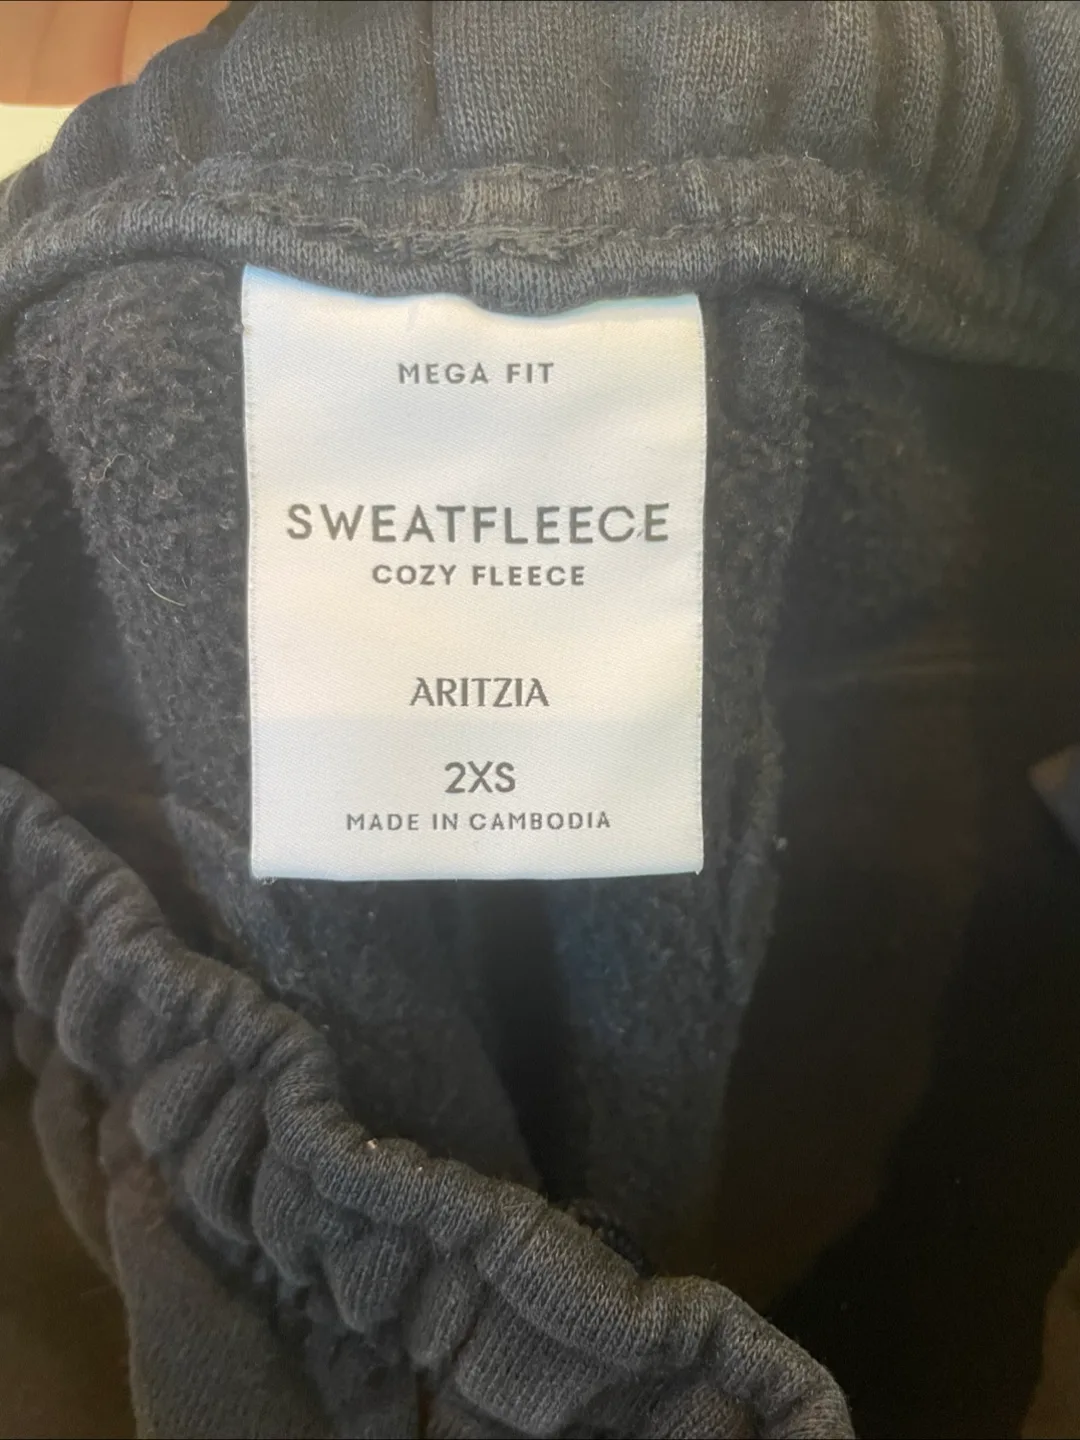 MEGA FIT
SWEATFLEECE
COZY FLEECE
ARITZIA
2XS
MADE IN CAMBODIA